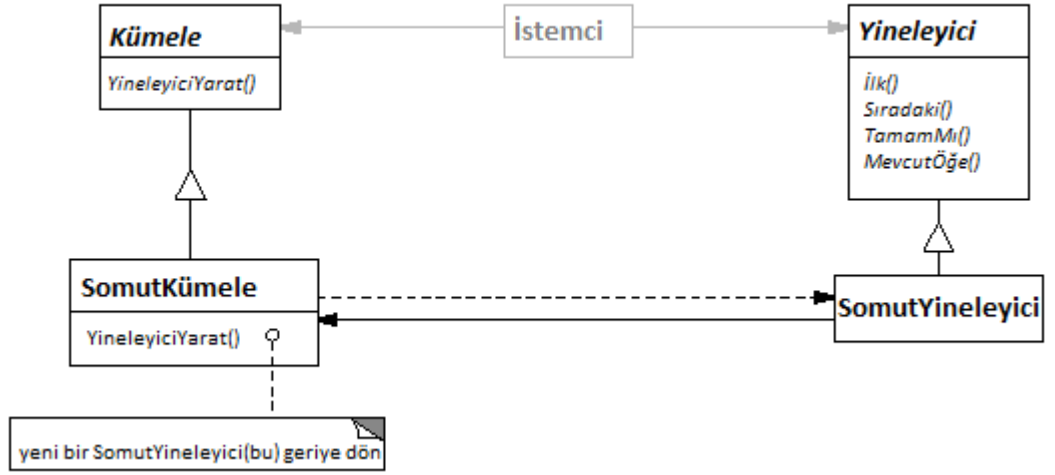 Kümele
YineleyiciYarat()
İstemci
Yineleyici
İlk()
Sıradaki()
TamamMı()
MevcutÖğe()
SomutKümele
YineleyiciYarat()
SomutYineleyici
yeni bir SomutYineleyici(bu) geriye dön